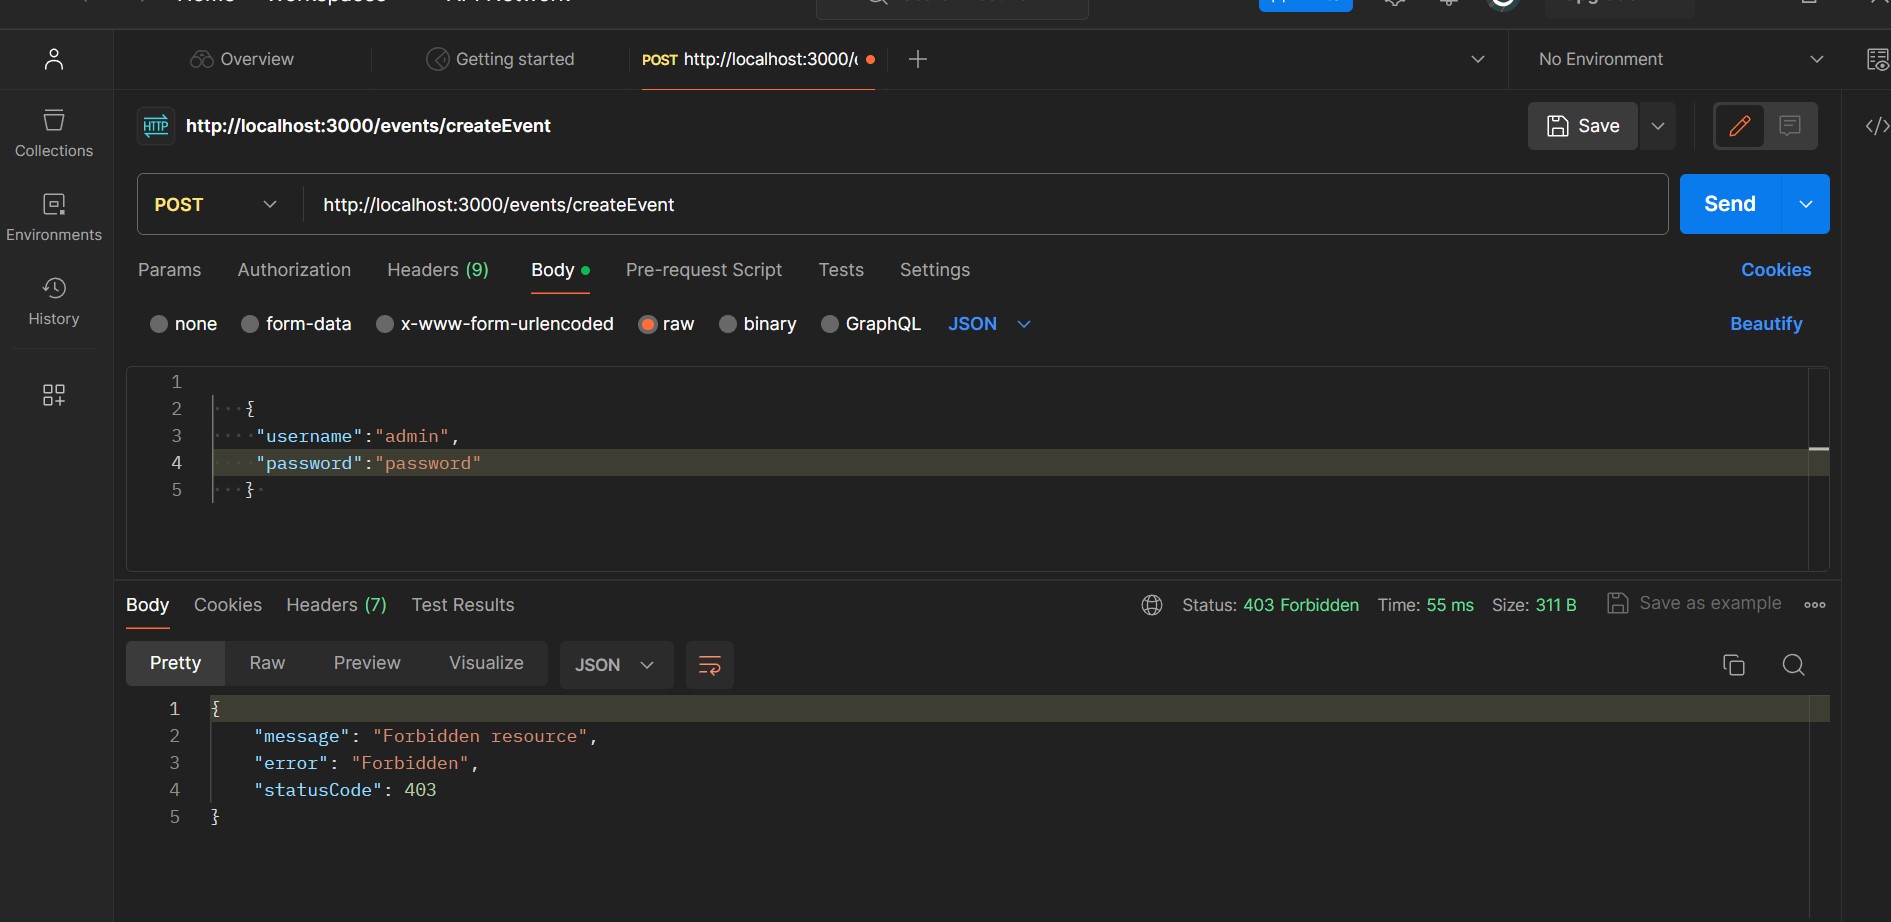 Overview
Getting started
POST http://localhost:3000/
No Environment
HTTP http://localhost:3000/events/createEvent
Save
Collections
Environments
History
POST http://localhost:3000/events/createEvent
Send
Params Authorization Headers (9) Body Pre-request Script Tests Settings Cookies
none form-data x-www-form-urlencoded raw binary GraphQL JSON Beautify
1
2 {
3 "username":"admin",
4 "password":"password"
5 }
Body Cookies Headers (7) Test Results Status: 403 Forbidden Time: 55 ms Size: 311 B Save as example
Pretty Raw Preview Visualize JSON
1 {
2 "message": "Forbidden resource",
3 "error": "Forbidden",
4 "statusCode": 403
5 }